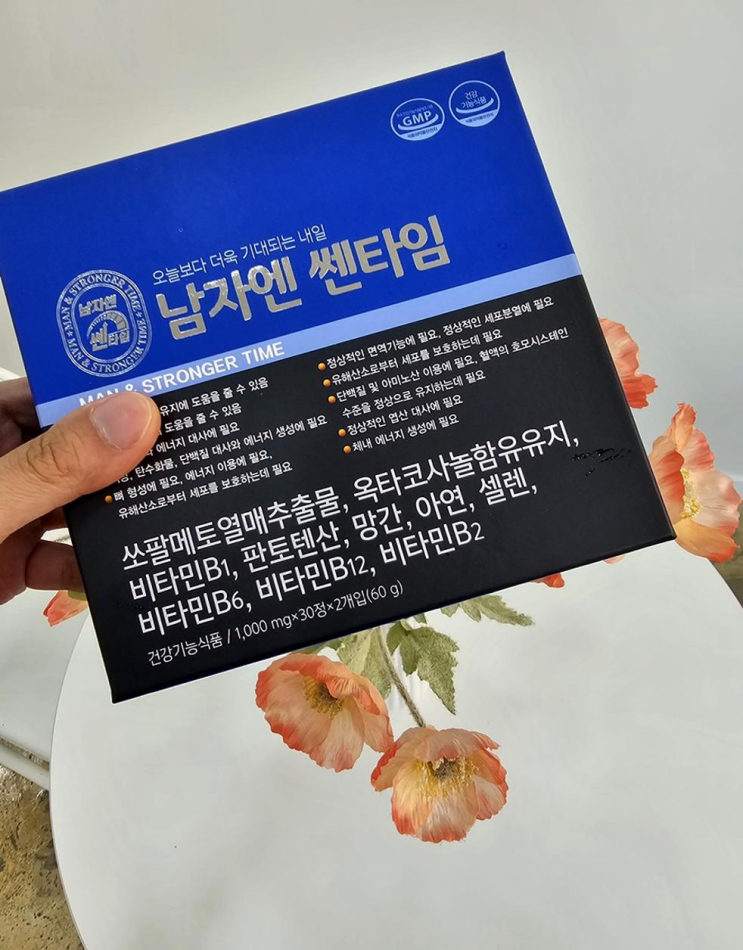 GMP
건강
기능식품
오늘보다 더욱 기대되는 내일
남자엔 쎈타임
MAN & STRONGER TIME
남자엔
쎈타임
MAN & STRONGER TIME
MAN & STRONGER TIME
유지에 도움을 줄 수 있음
도움을 줄 수 있음
에너지 대사에 필요
탄수화물, 단백질 대사와 에너지 생성에 필요
뼈 형성에 필요, 에너지 이용에 필요,
유해산소로부터 세포를 보호하는데 필요
정상적인 면역기능에 필요, 정상적인 세포분열에 필요
유해산소로부터 세포를 보호하는데 필요
단백질 및 아미노산 이용에 필요, 혈액의 호모시스테인
수준을 정상으로 유지하는데 필요
정상적인 엽산 대사에 필요
체내 에너지 생성에 필요
쏘팔메토열매추출물, 옥타코사놀함유유지,
비타민B1, 판토텐산, 망간, 아연, 셀렌,
비타민B6, 비타민B12, 비타민B2
건강기능식품 / 1,000 mg×30정×2개입(60 g)